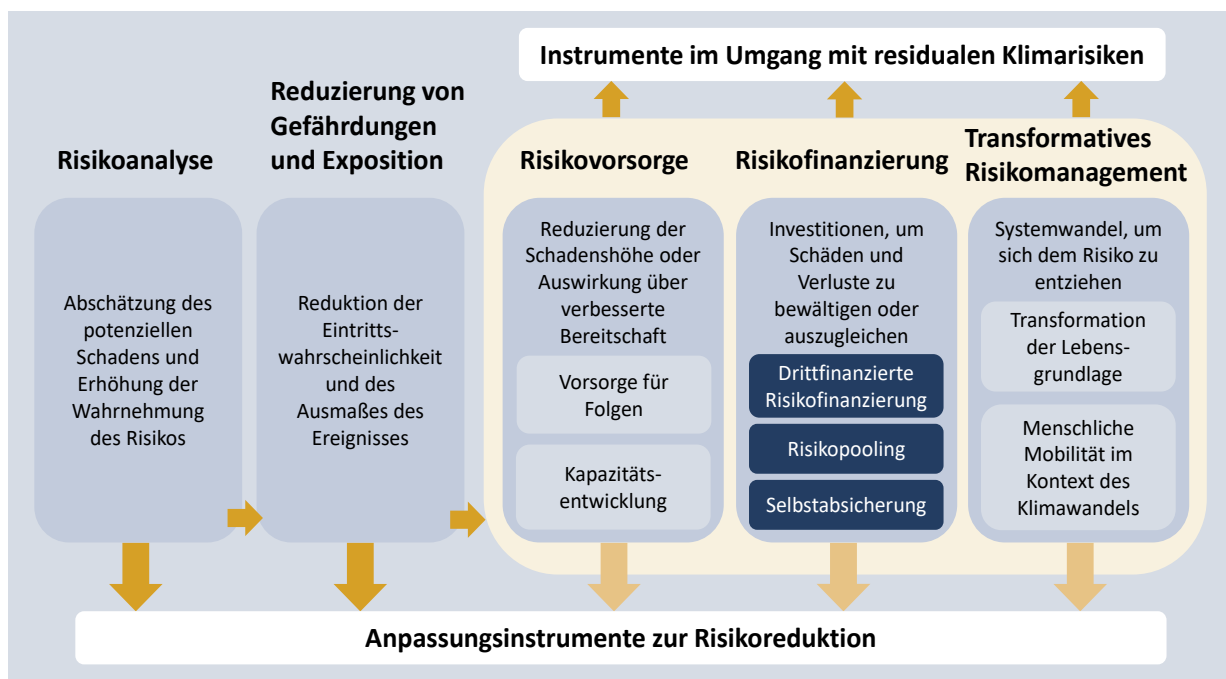 Instrumente im Umgang mit residualen Klimarisiken
Risikoanalyse
Abschätzung des
potenziellen
Schadens und
Erhöhung der
Wahrnehmung
des Risikos
Reduzierung von
Gefährdungen
und Exposition
Reduktion der
Eintritts-
wahrscheinlichkeit
und des
Ausmaßes des
Ereignisses
Risikovorsorge
Reduzierung der
Schadenshöhe oder
Auswirkung über
verbesserte
Bereitschaft
Vorsorge für
Folgen
Kapazitäts-
entwicklung
Risikofinanzierung
Investitionen, um
Schäden und
Verluste zu
bewältigen oder
auszugleichen
Drittfinanzierte
Risikofinanzierung
Risikopooling
Selbstabsicherung
Transformatives
Risikomanagement
Systemwandel, um
sich dem Risiko zu
entziehen
Transformation
der Lebens-
grundlage
Menschliche
Mobilität im
Kontext des
Klimawandels
Anpassungsinstrumente zur Risikoreduktion